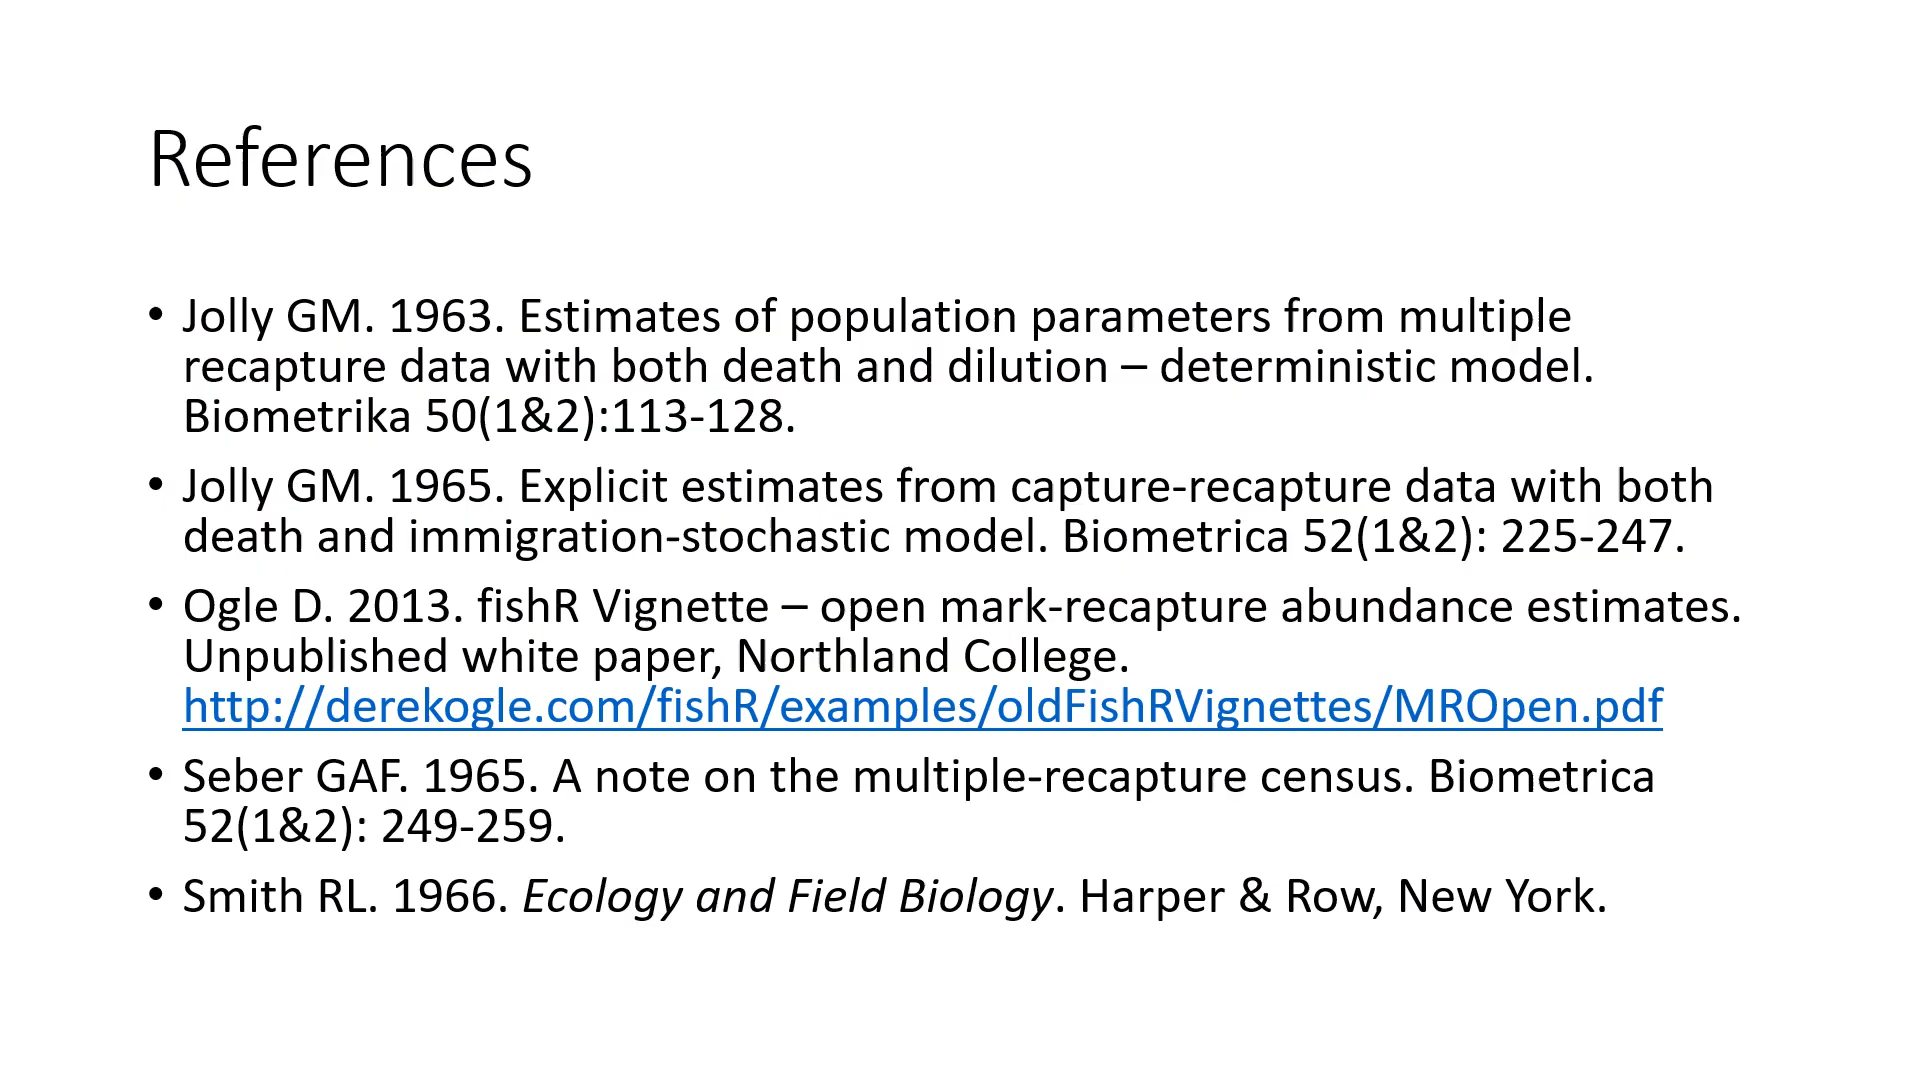 References
• Jolly GM. 1963. Estimates of population parameters from multiple
recapture data with both death and dilution – deterministic model.
Biometrika 50(1&2):113-128.
• Jolly GM. 1965. Explicit estimates from capture-recapture data with both
death and immigration-stochastic model. Biometrica 52(1&2): 225-247.
• Ogle D. 2013. fishR Vignette – open mark-recapture abundance estimates.
Unpublished white paper, Northland College.
http://derekogle.com/fishR/examples/oldFishRVignettes/MROpen.pdf
• Seber GAF. 1965. A note on the multiple-recapture census. Biometrica
52(1&2): 249-259.
• Smith RL. 1966. Ecology and Field Biology. Harper & Row, New York.